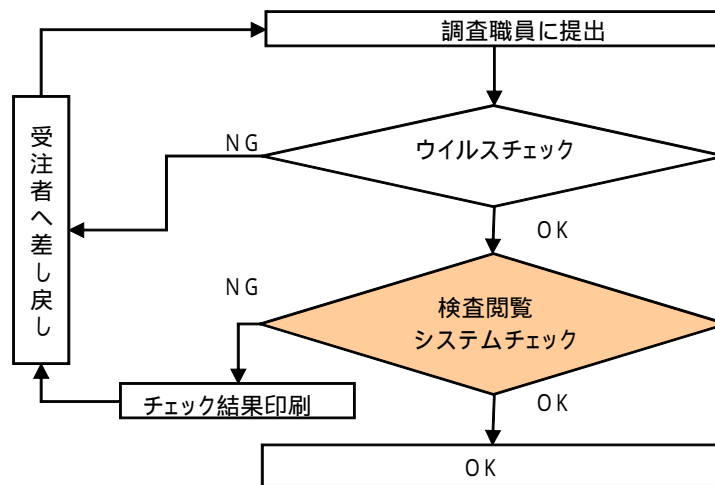 調査職員に提出
ウイルスチェック
NG
OK
受注者へ差し戻し
検査閲覧
システムチェック
NG
OK
チェック結果印刷
OK